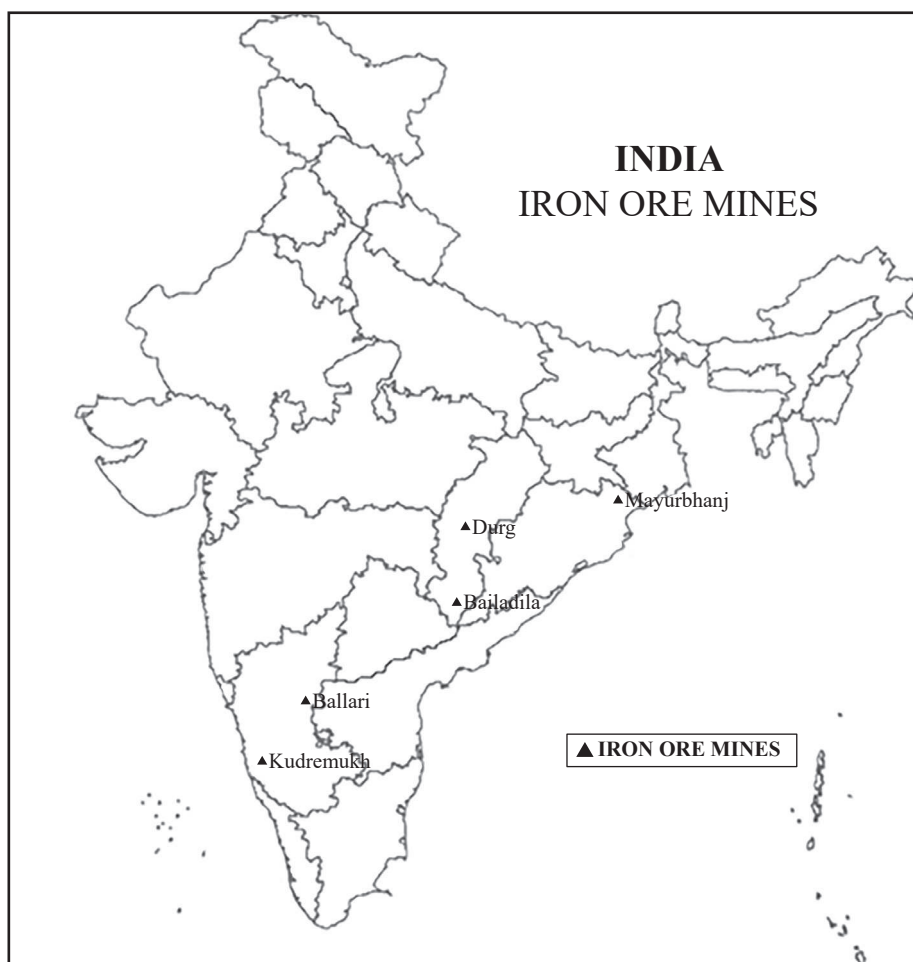 INDIA
IRON ORE MINES
Mayurbhanj
Durg
Bailadila
Ballari
Kudremukh
IRON ORE MINES